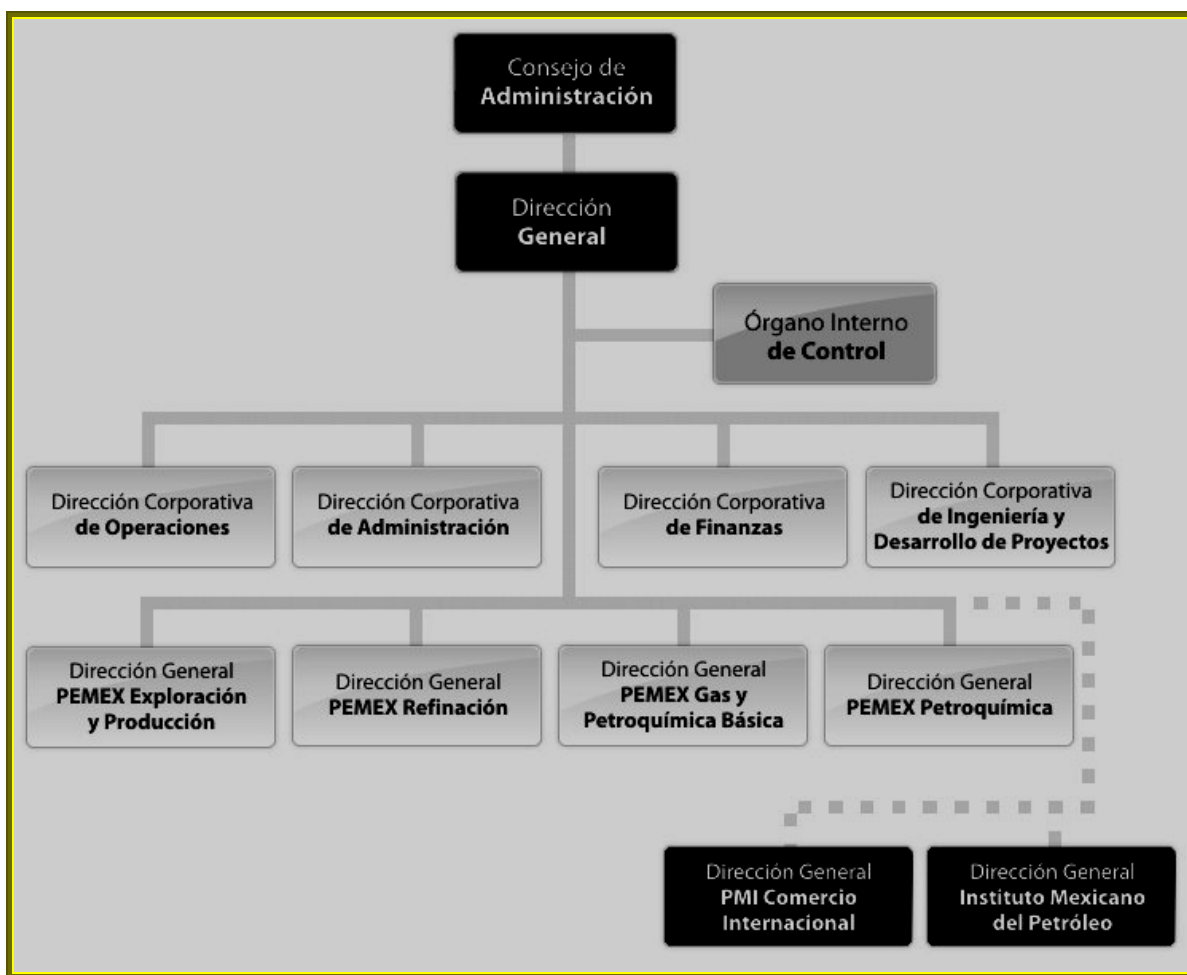 Consejo de
Administración
Dirección
General
Órgano Interno
de Control
Dirección Corporativa
de Operaciones
Dirección Corporativa
de Administración
Dirección Corporativa
de Finanzas
Dirección Corporativa
de Ingeniería y
Desarrollo de Proyectos
Dirección General
PEMEX Exploración
y Producción
Dirección General
PEMEX Refinación
Dirección General
PEMEX Gas y
Petroquímica Básica
Dirección General
PEMEX Petroquímica
Dirección General
PMI Comercio
Internacional
Dirección General
Instituto Mexicano
del Petróleo